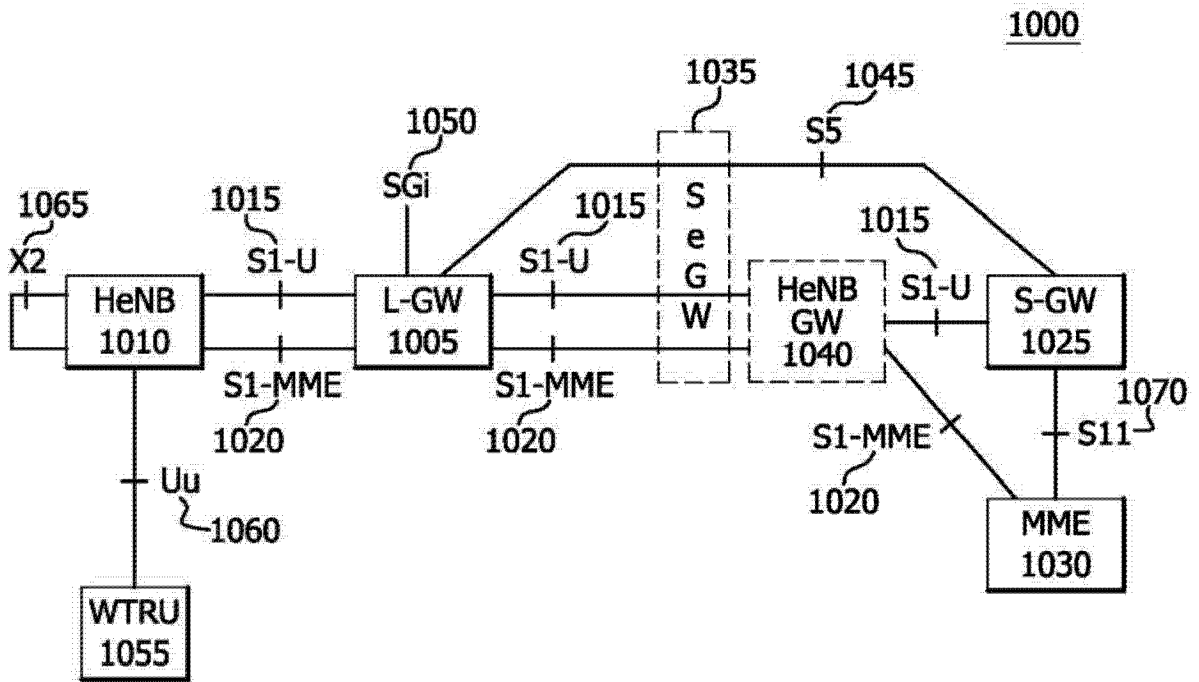 1000
1035
1045
S5
1050
SGi
1065
X2
1015
S1-U
1015
S1-U
1015
S1-U
SeGW
HeNB
1010
L-GW
1005
HeNB
GW
1040
S-GW
1025
S1-MME
1020
S1-MME
1020
S1-MME
1020
1070
S11
Uu
1060
MME
1030
WTRU
1055